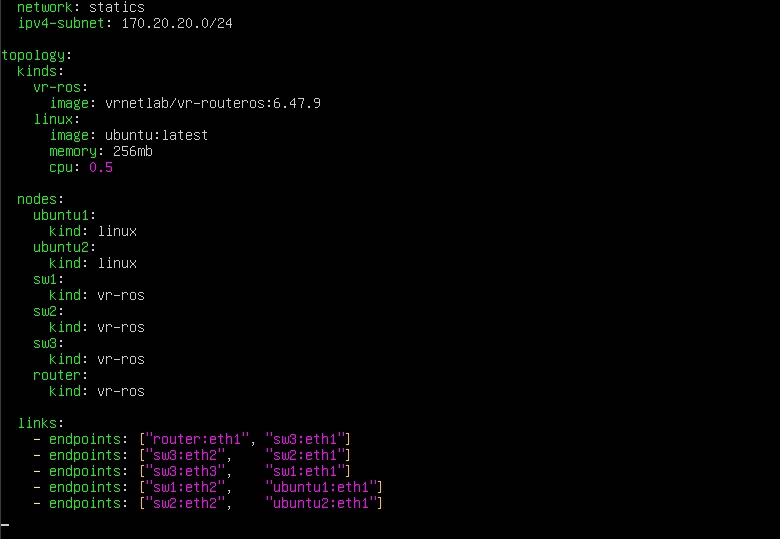 network: statics
  ipv4-subnet: 170.20.20.0/24

topology:
  kinds:
    vr-ros:
      image: vrnetlab/vr-routeros:6.47.9
    linux:
      image: ubuntu:latest
      memory: 256mb
      cpu: 0.5

  nodes:
    ubuntu1:
      kind: linux
    ubuntu2:
      kind: linux
    sw1:
      kind: vr-ros
    sw2:
      kind: vr-ros
    sw3:
      kind: vr-ros
    router:
      kind: vr-ros

  links:
    - endpoints: ["router:eth1", "sw3:eth1"]
    - endpoints: ["sw3:eth2",    "sw2:eth1"]
    - endpoints: ["sw3:eth3",    "sw1:eth1"]
    - endpoints: ["sw1:eth2",    "ubuntu1:eth1"]
    - endpoints: ["sw2:eth2",    "ubuntu2:eth1"]